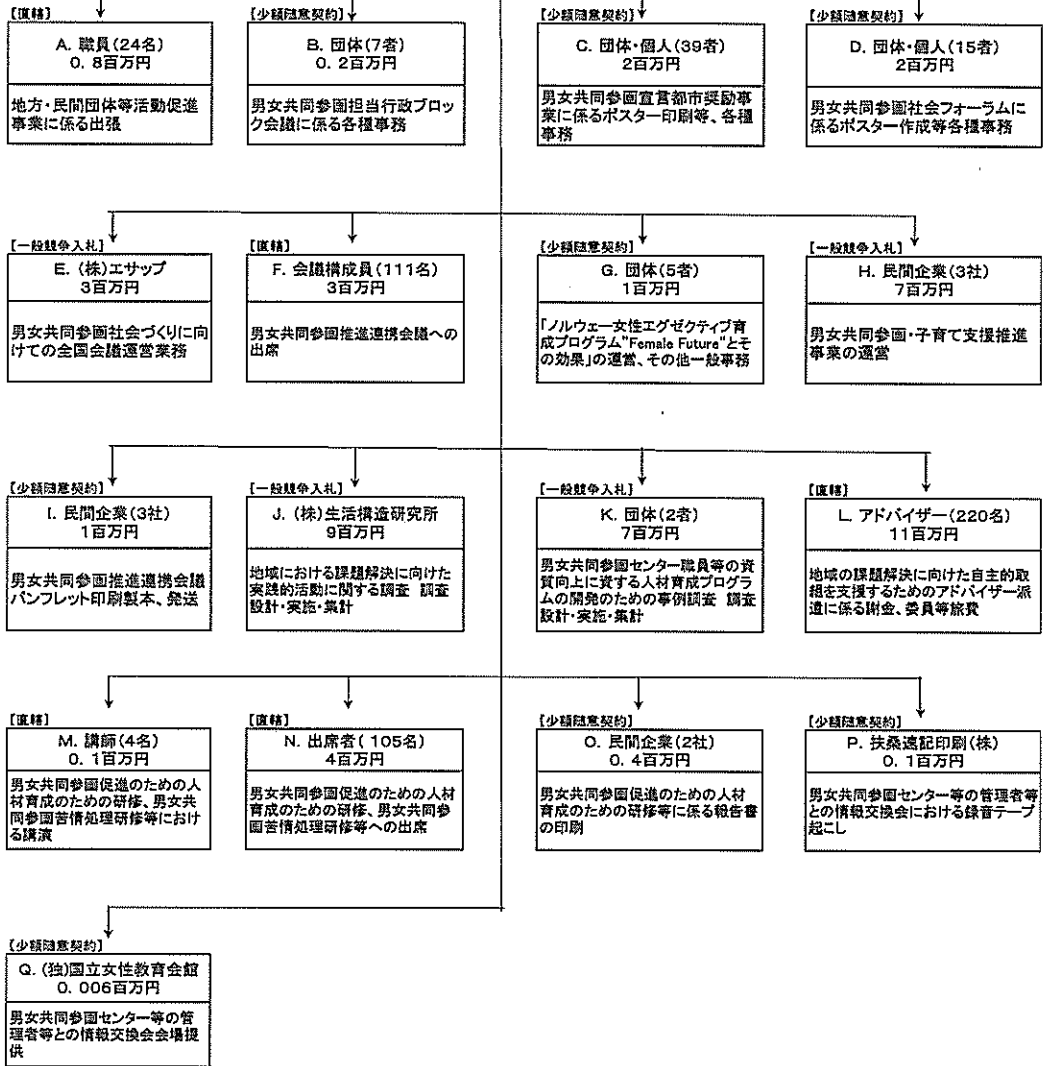 【直轄】
A. 職員(24名)
0. 8百万円
地方・民間団体等活動促進
事業に係る出張
【少額随意契約】
B. 団体(7者)
0. 2百万円
男女共同参画担当行政ブロッ
ク会議に係る各種事務
【少額随意契約】
C. 団体・個人(39者)
2百万円
男女共同参画宣言都市奨励事
業に係るポスター印刷等、各種
事務
【少額随意契約】
D. 団体・個人(15者)
2百万円
男女共同参画社会フォーラムに
係るポスター作成等各種事務
【一般競争入札】
E. (株)エサップ
3百万円
男女共同参画社会づくりに向
けての全国会議運営業務
【直轄】
F. 会議構成員(111名)
3百万円
男女共同参画推進連携会議への
出席
【少額随意契約】
G. 団体(5者)
1百万円
「ノルウェー女性エグゼクティブ育
成プログラム"Female Future"とそ
の効果」の運営、その他一般事務
【一般競争入札】
H. 民間企業(3社)
7百万円
男女共同参画・子育て支援推進
事業の運営
【少額随意契約】
I. 民間企業(3社)
1百万円
男女共同参画推進連携会議
パンフレット印刷製本、発送
【一般競争入札】
J. (株)生活構造研究所
9百万円
地域における課題解決に向けた
実践的活動に関する調査 調査
設計・実施・集計
【一般競争入札】
K. 団体(2者)
7百万円
男女共同参画センター職員等の資
質向上に資する人材育成プログラ
ムの開発のための事例調査 調査
設計・実施・集計
【直轄】
L. アドバイザー(220名)
11百万円
地域の課題解決に向けた自主的取
組を支援するためのアドバイザー派
遣に係る謝金、委員等旅費
【直轄】
M. 講師(4名)
0. 1百万円
男女共同参画促進のための人
材育成のための研修、男女共
同参画苦情処理研修等におけ
る講演
【直轄】
N. 出席者( 105名)
4百万円
男女共同参画促進のための人材
育成のための研修、男女共同参
画苦情処理研修等への出席
【少額随意契約】
O. 民間企業(2社)
0. 4百万円
男女共同参画促進のための人材
育成のための研修等に係る報告書
の印刷
【少額随意契約】
P. 扶桑速記印刷(株)
0. 1百万円
男女共同参画センター等の管理者等
との情報交換会における録音テープ
起こし
【少額随意契約】
Q. (独)国立女性教育会館
0. 006百万円
男女共同参画センター等の管
理者等との情報交換会会場提
供